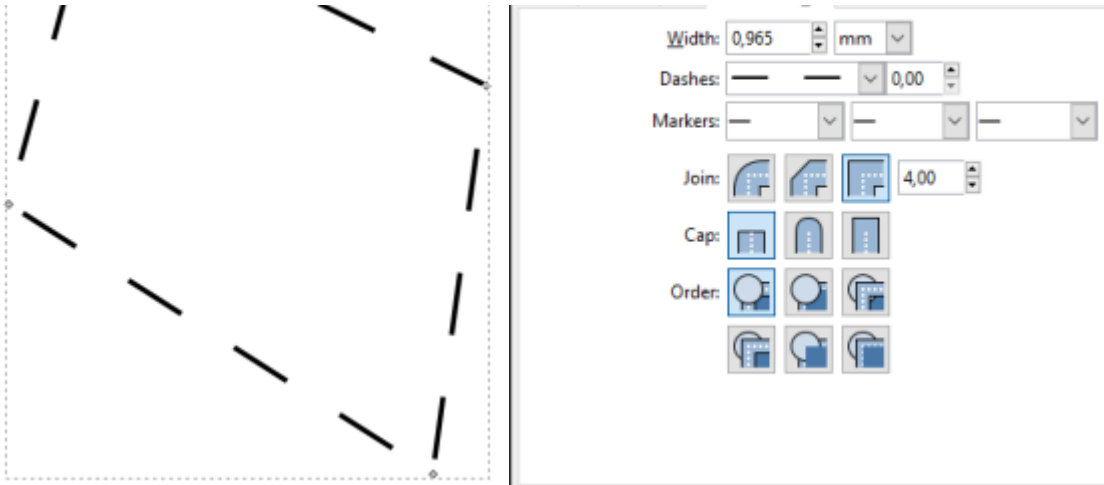 Width: 0,965 mm
Dashes: 0,00
Markers:
Join: 4,00
Cap:
Order: